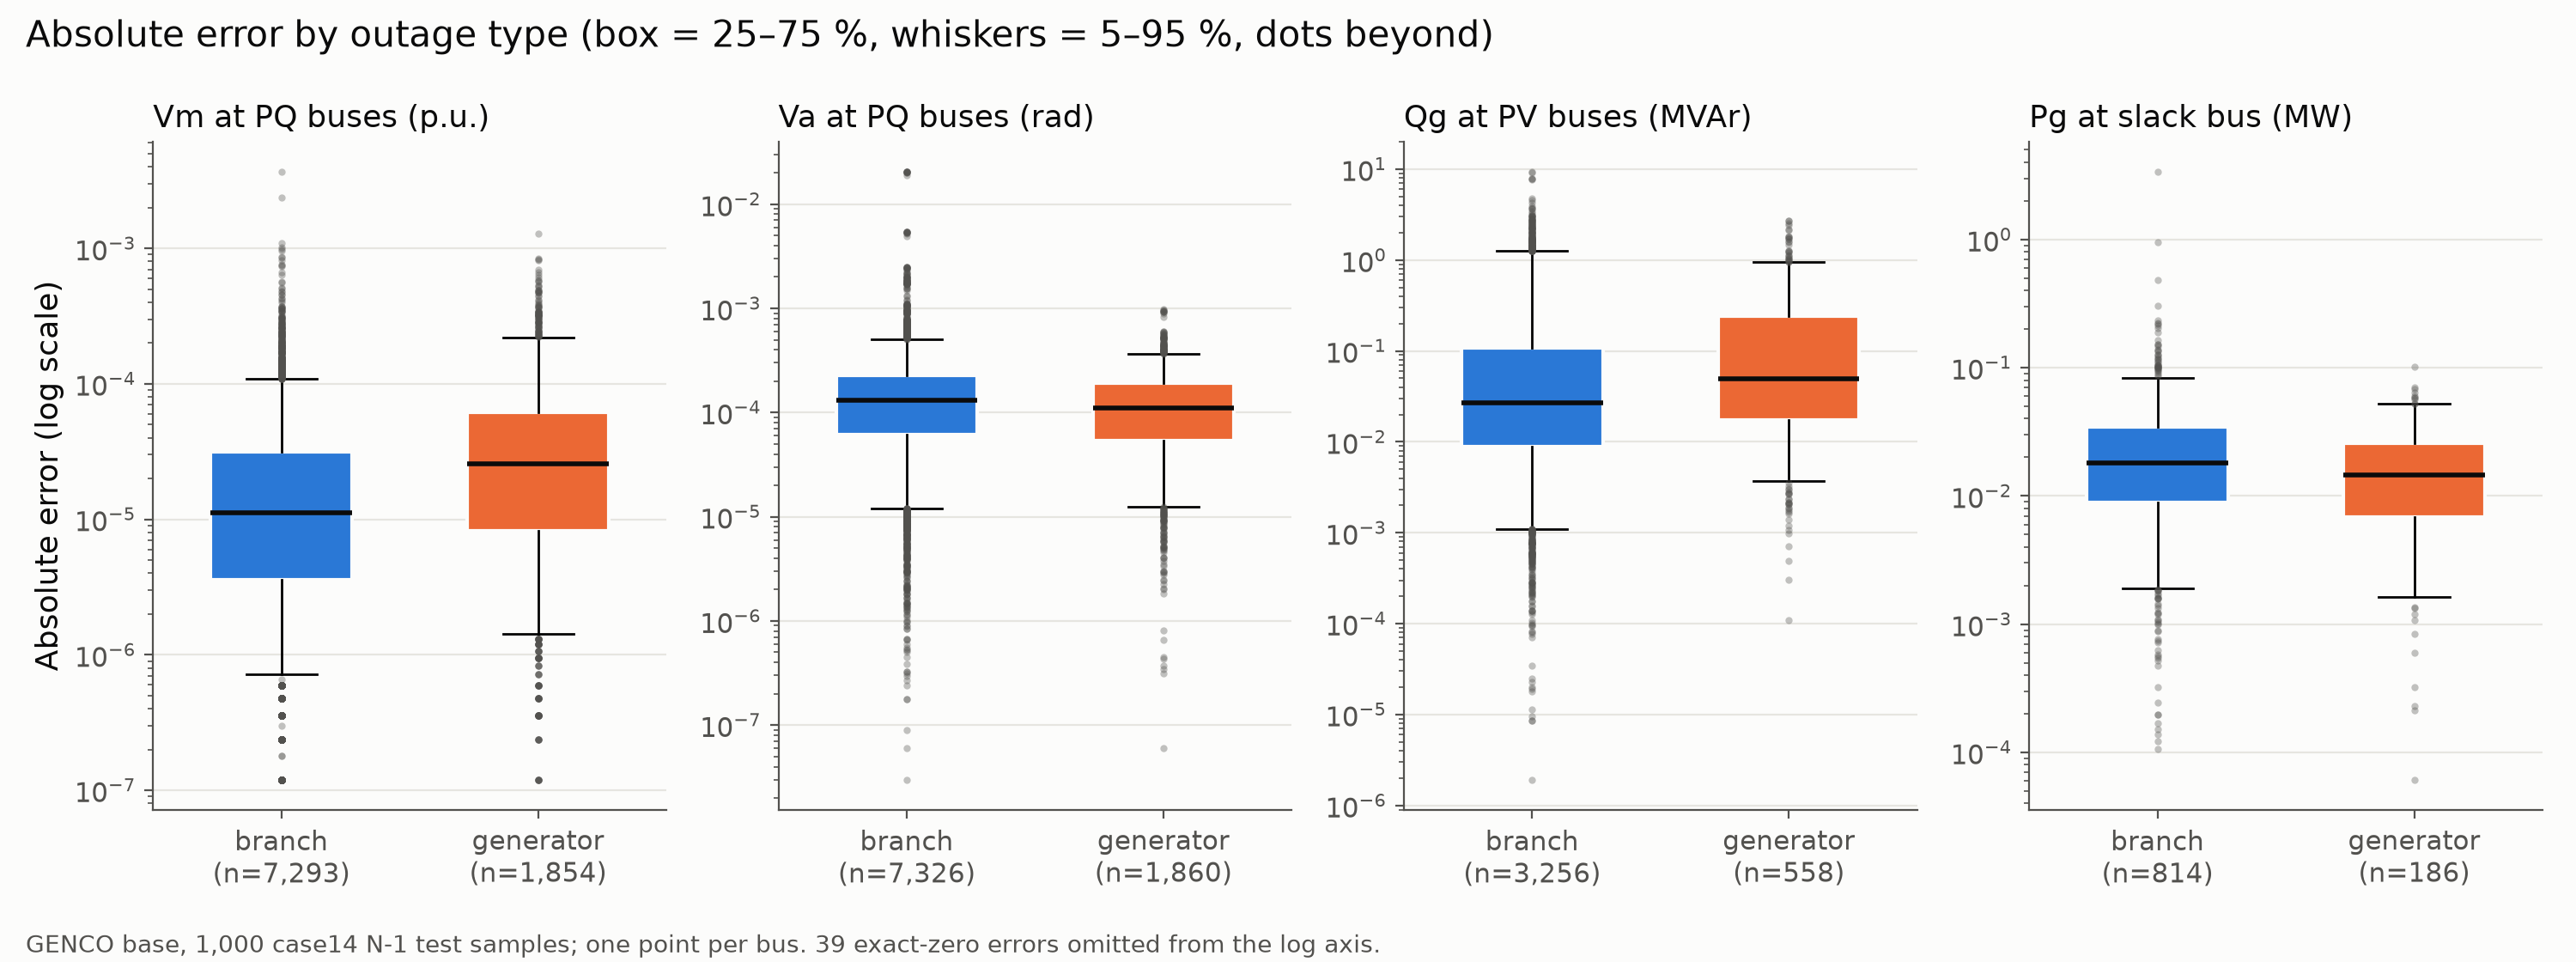 Absolute error by outage type (box = 25–75 %, whiskers = 5–95 %, dots beyond)
Vm at PQ buses (p.u.)
Va at PQ buses (rad)
Qg at PV buses (MVAr)
Pg at slack bus (MW)
Absolute error (log scale)
10⁻³
10⁻⁴
10⁻⁵
10⁻⁶
10⁻⁷
10⁻²
10⁻³
10⁻⁴
10⁻⁵
10⁻⁶
10⁻⁷
10¹
10⁰
10⁻¹
10⁻²
10⁻³
10⁻⁴
10⁻⁵
10⁻⁶
10⁰
10⁻¹
10⁻²
10⁻³
10⁻⁴
branch
(n=7,293)
generator
(n=1,854)
branch
(n=7,326)
generator
(n=1,860)
branch
(n=3,256)
generator
(n=558)
branch
(n=814)
generator
(n=186)
GENCO base, 1,000 case14 N-1 test samples; one point per bus. 39 exact-zero errors omitted from the log axis.